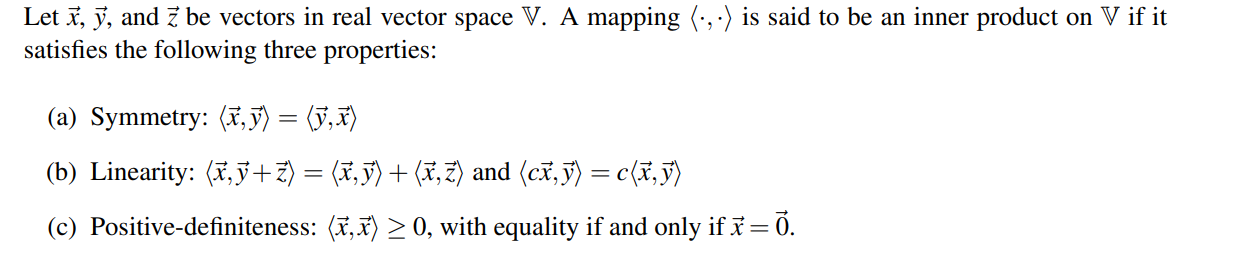 Let x⃗, y⃗, and z⃗ be vectors in real vector space 𝕍. A mapping ⟨·,·⟩ is said to be an inner product on 𝕍 if it
satisfies the following three properties:
(a) Symmetry: ⟨x⃗,y⃗⟩ = ⟨y⃗,x⃗⟩
(b) Linearity: ⟨x⃗,y⃗+z⃗⟩ = ⟨x⃗,y⃗⟩ + ⟨x⃗,z⃗⟩ and ⟨cx⃗,y⃗⟩ = c⟨x⃗,y⃗⟩
(c) Positive-definiteness: ⟨x⃗,x⃗⟩ ≥ 0, with equality if and only if x⃗ = 0⃗.